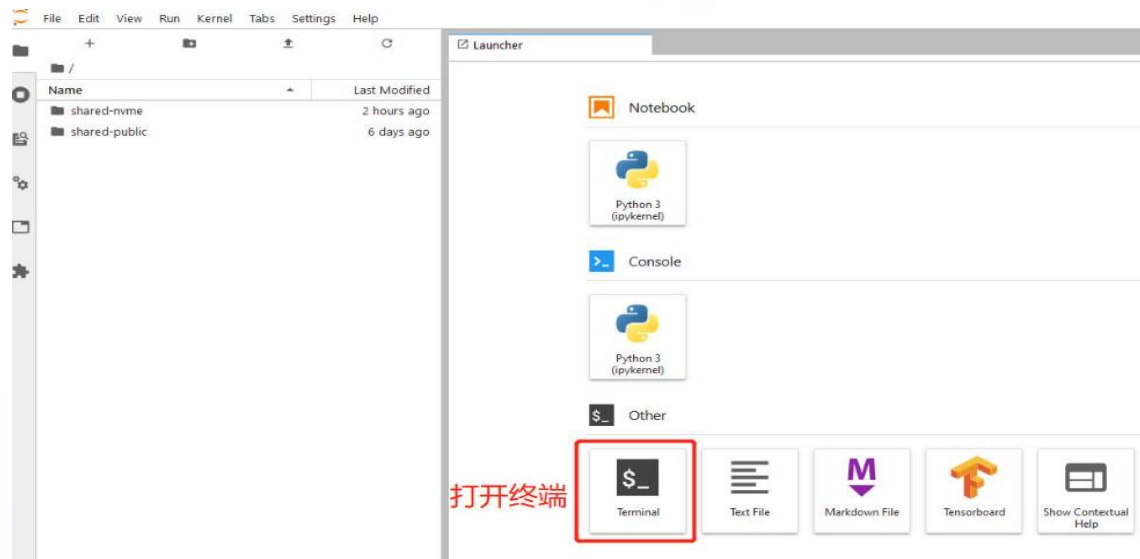 File Edit View Run Kernel Tabs Settings Help
Launcher
/
Name Last Modified
shared-nvme 2 hours ago
shared-public 6 days ago
Notebook
Python 3
(ipykernel)
>_ Console
Python 3
(ipykernel)
$_ Other
打开终端
$_
Terminal
Text File
M
Markdown File
Tensorboard
Show Contextual
Help